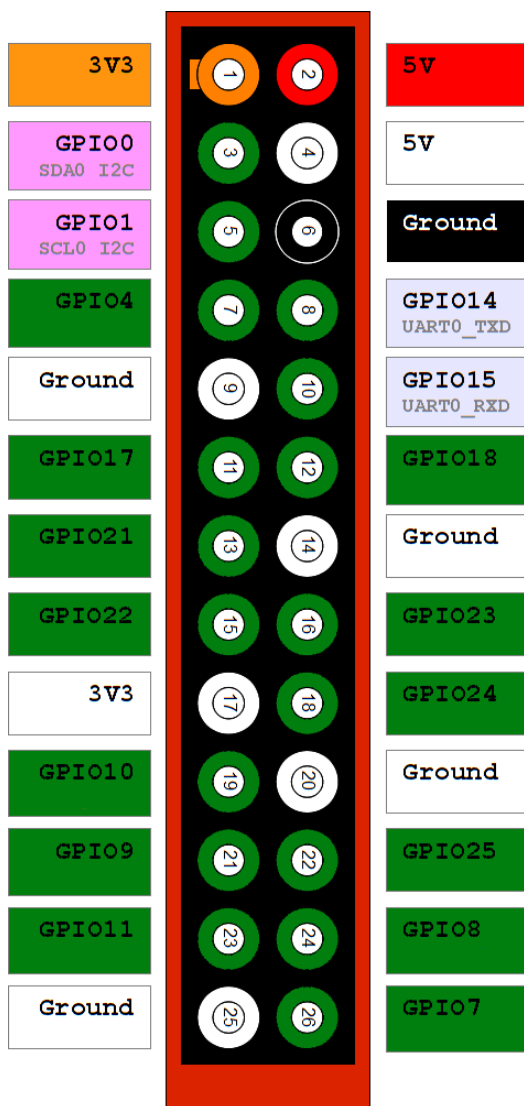 3V3 1 2 5V
GPIO0 3 4 5V
SDA0 I2C
GPIO1 5 6 Ground
SCL0 I2C
GPIO4 7 8 GPIO14
UART0_TXD
Ground 9 10 GPIO15
UART0_RXD
GPIO17 11 12 GPIO18
GPIO21 13 14 Ground
GPIO22 15 16 GPIO23
3V3 17 18 GPIO24
GPIO10 19 20 Ground
GPIO9 21 22 GPIO25
GPIO11 23 24 GPIO8
Ground 25 26 GPIO7